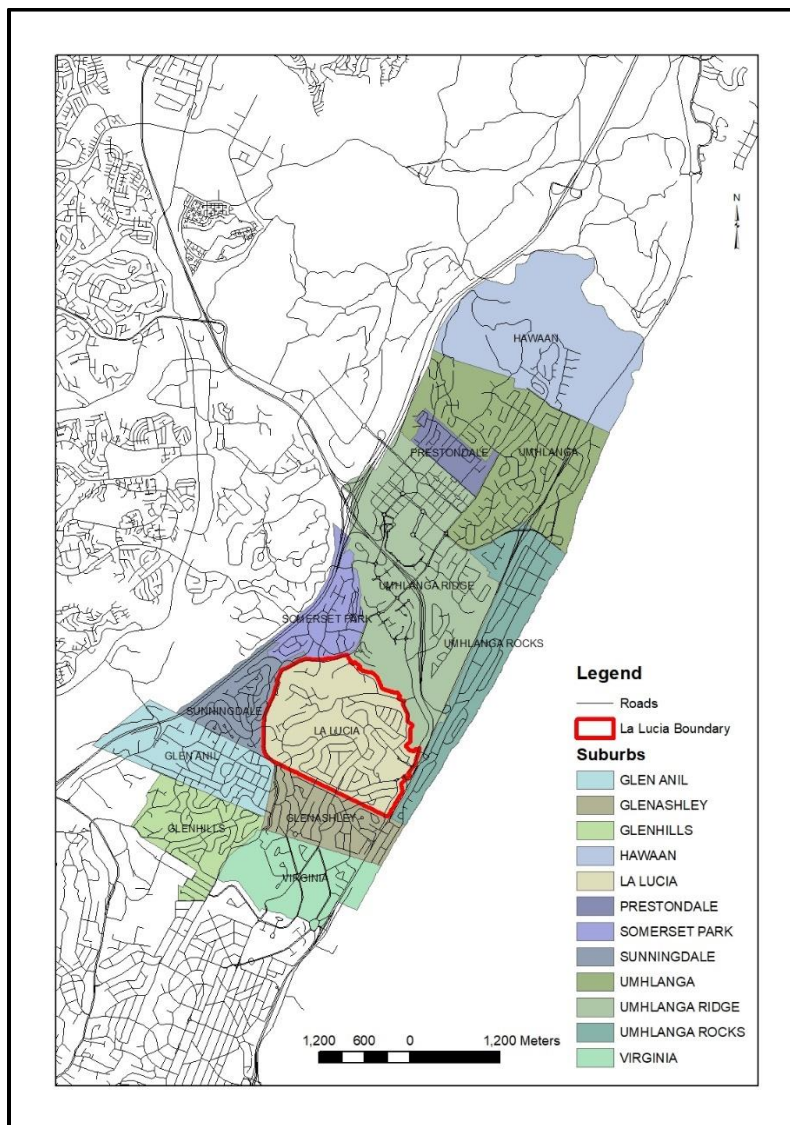 N
HAWAAN
PRESTONDALE
UMHLANGA
UMHLANGA RIDGE
SOMERSET PARK
UMHLANGA ROCKS
SUNNINGDALE
LA LUCIA
GLEN ANIL
GLENASHLEY
GLENHILLS
VIRGINIA
Legend
Roads
La Lucia Boundary
Suburbs
GLEN ANIL
GLENASHLEY
GLENHILLS
HAWAAN
LA LUCIA
PRESTONDALE
SOMERSET PARK
SUNNINGDALE
UMHLANGA
UMHLANGA RIDGE
UMHLANGA ROCKS
VIRGINIA
1,200 600 0 1,200 Meters